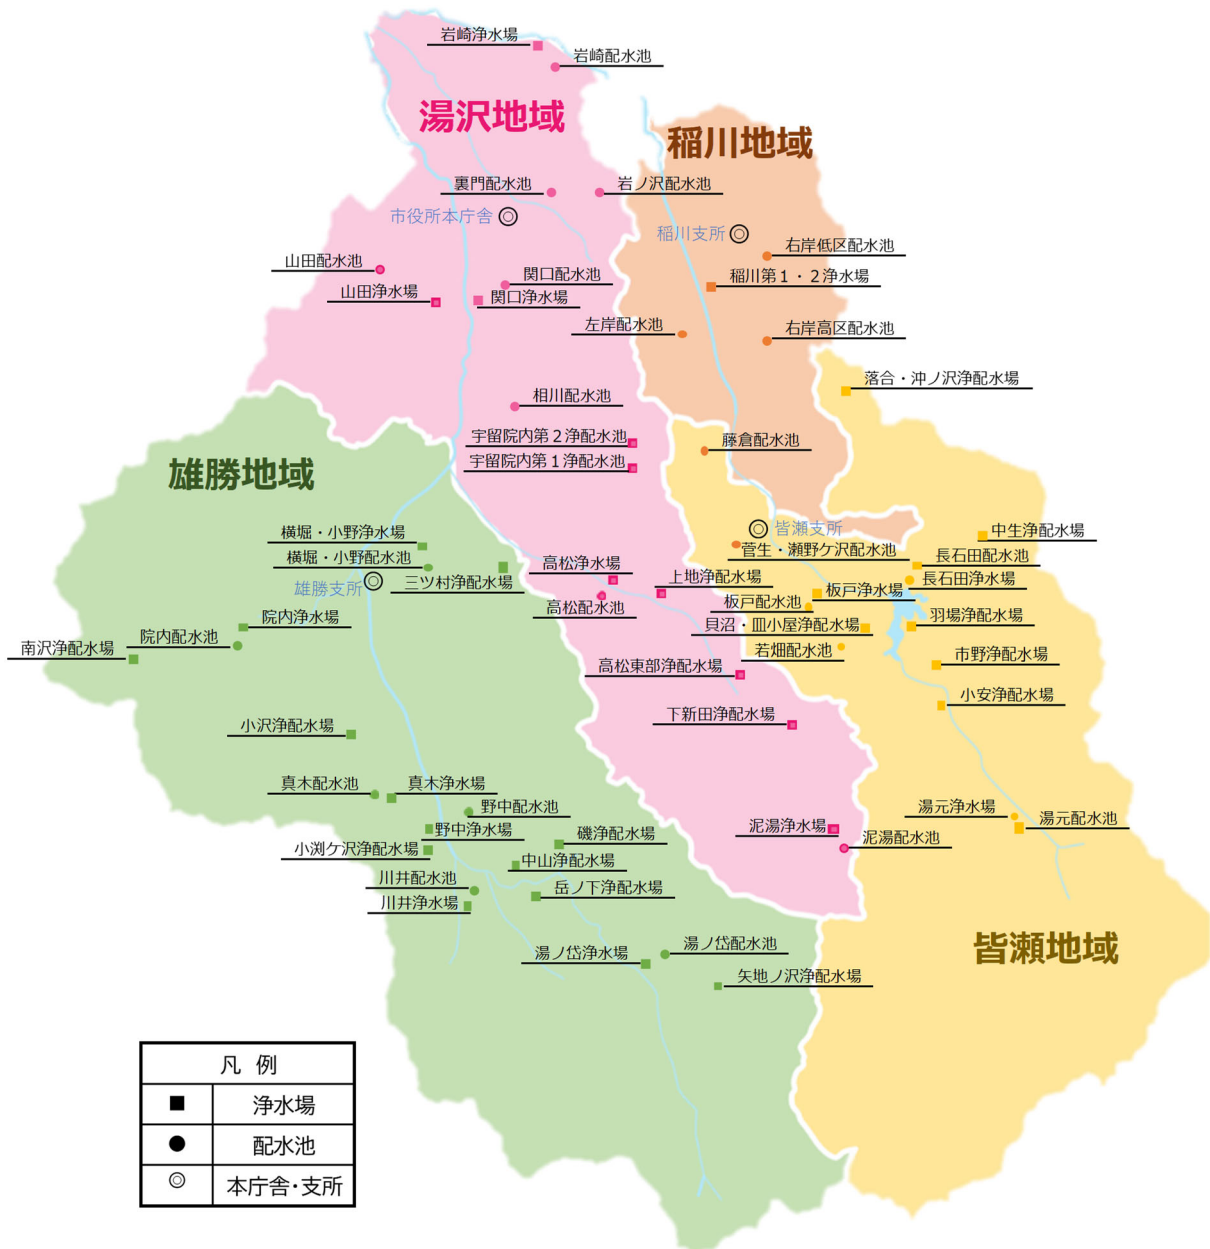 岩崎浄水場
岩崎配水池
湯沢地域
稲川地域
裏門配水池
岩ノ沢配水池
市役所本庁舎
稲川支所
右岸低区配水池
山田配水池
関口配水池
稲川第１・２浄水場
山田浄水場
関口浄水場
左岸配水池
右岸高区配水池
落合・沖ノ沢浄配水場
相川配水池
宇留院内第２浄配水池
藤倉配水池
宇留院内第１浄配水池
雄勝地域
横堀・小野浄水場
皆瀬支所
中生浄配水場
横堀・小野配水池
高松浄水場
菅生・瀬野ケ沢配水池
長石田配水池
雄勝支所
三ツ村浄配水場
上地浄配水場
長石田浄水場
板戸浄水場
高松配水池
板戸配水池
院内浄水場
貝沼・皿小屋浄配水場
羽場浄配水場
南沢浄配水場
院内配水池
若畑配水池
市野浄配水場
高松東部浄配水場
小安浄配水場
下新田浄配水場
小沢浄配水場
真木配水池
真木浄水場
野中配水池
湯元浄水場
湯元配水池
野中浄水場
泥湯浄水場
泥湯配水池
小渕ケ沢浄配水場
磯浄配水場
中山浄配水場
川井配水池
岳ノ下浄配水場
川井浄水場
湯ノ岱浄水場
湯ノ岱配水池
皆瀬地域
矢地ノ沢浄配水場
凡 例
浄水場
配水池
本庁舎・支所